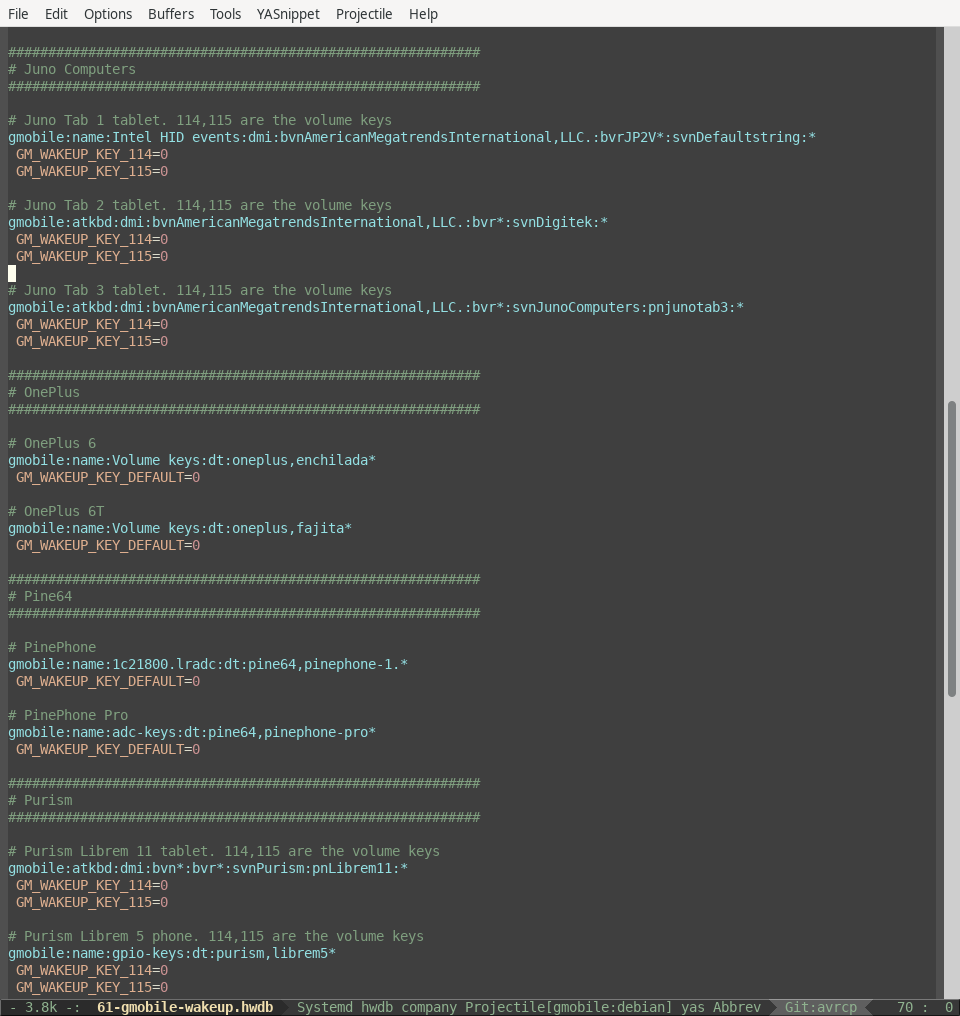 File Edit Options Buffers Tools YASnippet Projectile Help
###########################################################
# Juno Computers
###########################################################
# Juno Tab 1 tablet. 114,115 are the volume keys
gmobile:name:Intel HID events:dmi:bvnAmericanMegatrendsInternational,LLC.:bvrJP2V*:svnDefaultstring:*
 GM_WAKEUP_KEY_114=0
 GM_WAKEUP_KEY_115=0
# Juno Tab 2 tablet. 114,115 are the volume keys
gmobile:atkbd:dmi:bvnAmericanMegatrendsInternational,LLC.:bvr*:svnDigitek:*
 GM_WAKEUP_KEY_114=0
 GM_WAKEUP_KEY_115=0
# Juno Tab 3 tablet. 114,115 are the volume keys
gmobile:atkbd:dmi:bvnAmericanMegatrendsInternational,LLC.:bvr*:svnJunoComputers:pnjunotab3:*
 GM_WAKEUP_KEY_114=0
 GM_WAKEUP_KEY_115=0
###########################################################
# OnePlus
###########################################################
# OnePlus 6
gmobile:name:Volume keys:dt:oneplus,enchilada*
 GM_WAKEUP_KEY_DEFAULT=0
# OnePlus 6T
gmobile:name:Volume keys:dt:oneplus,fajita*
 GM_WAKEUP_KEY_DEFAULT=0
###########################################################
# Pine64
###########################################################
# PinePhone
gmobile:name:1c21800.lradc:dt:pine64,pinephone-1.*
 GM_WAKEUP_KEY_DEFAULT=0
# PinePhone Pro
gmobile:name:adc-keys:dt:pine64,pinephone-pro*
 GM_WAKEUP_KEY_DEFAULT=0
###########################################################
# Purism
###########################################################
# Purism Librem 11 tablet. 114,115 are the volume keys
gmobile:atkbd:dmi:bvn*:bvr*:svnPurism:pnLibrem11:*
 GM_WAKEUP_KEY_114=0
 GM_WAKEUP_KEY_115=0
# Purism Librem 5 phone. 114,115 are the volume keys
gmobile:name:gpio-keys:dt:purism,librem5*
 GM_WAKEUP_KEY_114=0
 GM_WAKEUP_KEY_115=0
- 3.8k -: 61-gmobile-wakeup.hwdb Systemd hwdb company Projectile[gmobile:debian] yas Abbrev Git:avrcp 70 : 0